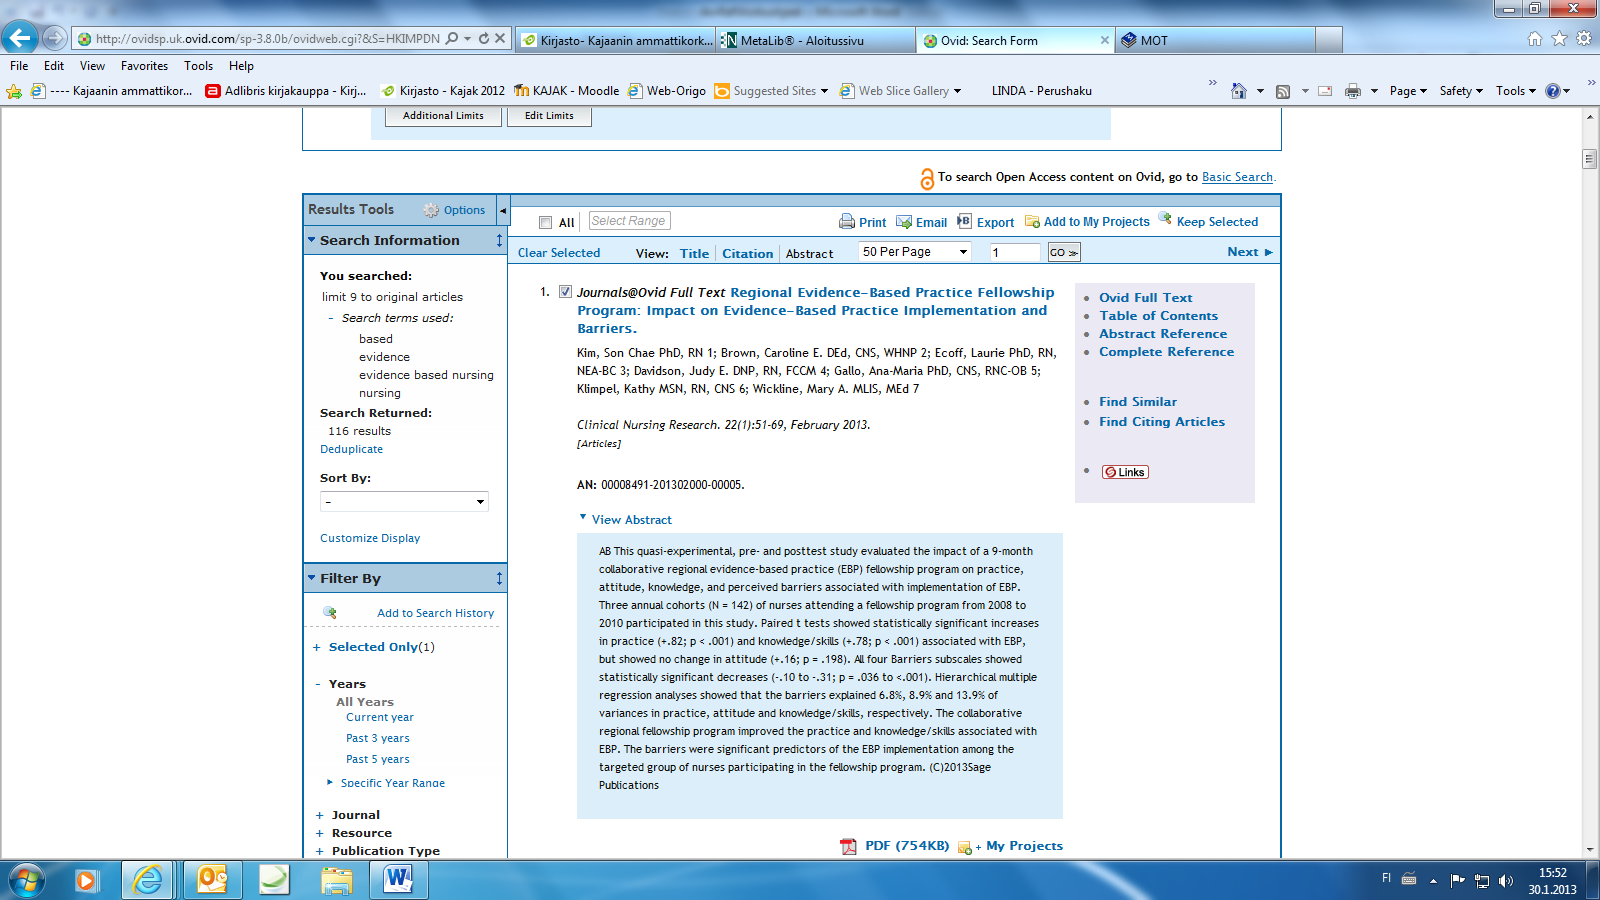 http://ovidsp.uk.ovid.com/sp-3.8.0b/ovidweb.cgi?&S=HKIMPDN
Kirjasto- Kajaanin ammattikork...
MetaLib® - Aloitussivu
Ovid: Search Form
MOT
File Edit View Favorites Tools Help
---- Kajaanin ammattikor...
Adlibris kirjakauppa - Kirj...
Kirjasto - Kajak 2012
KAJAK - Moodle
Web-Origo
Suggested Sites
Web Slice Gallery
LINDA - Perushaku
Page Safety Tools
Additional Limits Edit Limits
To search Open Access content on Ovid, go to Basic Search.
Results Tools Options
Search Information
You searched:
limit 9 to original articles
- Search terms used:
based
evidence
evidence based nursing
nursing
Search Returned:
116 results
Deduplicate
Sort By:
-
Customize Display
Filter By
Add to Search History
+ Selected Only(1)
- Years
All Years
Current year
Past 3 years
Past 5 years
Specific Year Range
+ Journal
+ Resource
+ Publication Type
All Select Range Print Email Export Add to My Projects Keep Selected
Clear Selected View: Title Citation Abstract 50 Per Page 1 GO ≫ Next
1. Journals@Ovid Full Text Regional Evidence-Based Practice Fellowship
Program: Impact on Evidence-Based Practice Implementation and
Barriers.
Kim, Son Chae PhD, RN 1; Brown, Caroline E. DEd, CNS, WHNP 2; Ecoff, Laurie PhD, RN,
NEA-BC 3; Davidson, Judy E. DNP, RN, FCCM 4; Gallo, Ana-Maria PhD, CNS, RNC-OB 5;
Klimpel, Kathy MSN, RN, CNS 6; Wickline, Mary A. MLIS, MEd 7
Clinical Nursing Research. 22(1):51-69, February 2013.
[Articles]
AN: 00008491-201302000-00005.
View Abstract
AB This quasi-experimental, pre- and posttest study evaluated the impact of a 9-month
collaborative regional evidence-based practice (EBP) fellowship program on practice,
attitude, knowledge, and perceived barriers associated with implementation of EBP.
Three annual cohorts (N = 142) of nurses attending a fellowship program from 2008 to
2010 participated in this study. Paired t tests showed statistically significant increases
in practice (+.82; p < .001) and knowledge/skills (+.78; p < .001) associated with EBP,
but showed no change in attitude (+.16; p = .198). All four Barriers subscales showed
statistically significant decreases (-.10 to -.31; p = .036 to <.001). Hierarchical multiple
regression analyses showed that the barriers explained 6.8%, 8.9% and 13.9% of
variances in practice, attitude and knowledge/skills, respectively. The collaborative
regional fellowship program improved the practice and knowledge/skills associated with
EBP. The barriers were significant predictors of the EBP implementation among the
targeted group of nurses participating in the fellowship program. (C)2013Sage
Publications
PDF (754KB) + My Projects
Ovid Full Text
Table of Contents
Abstract Reference
Complete Reference
Find Similar
Find Citing Articles
Links
FI
15:52
30.1.2013